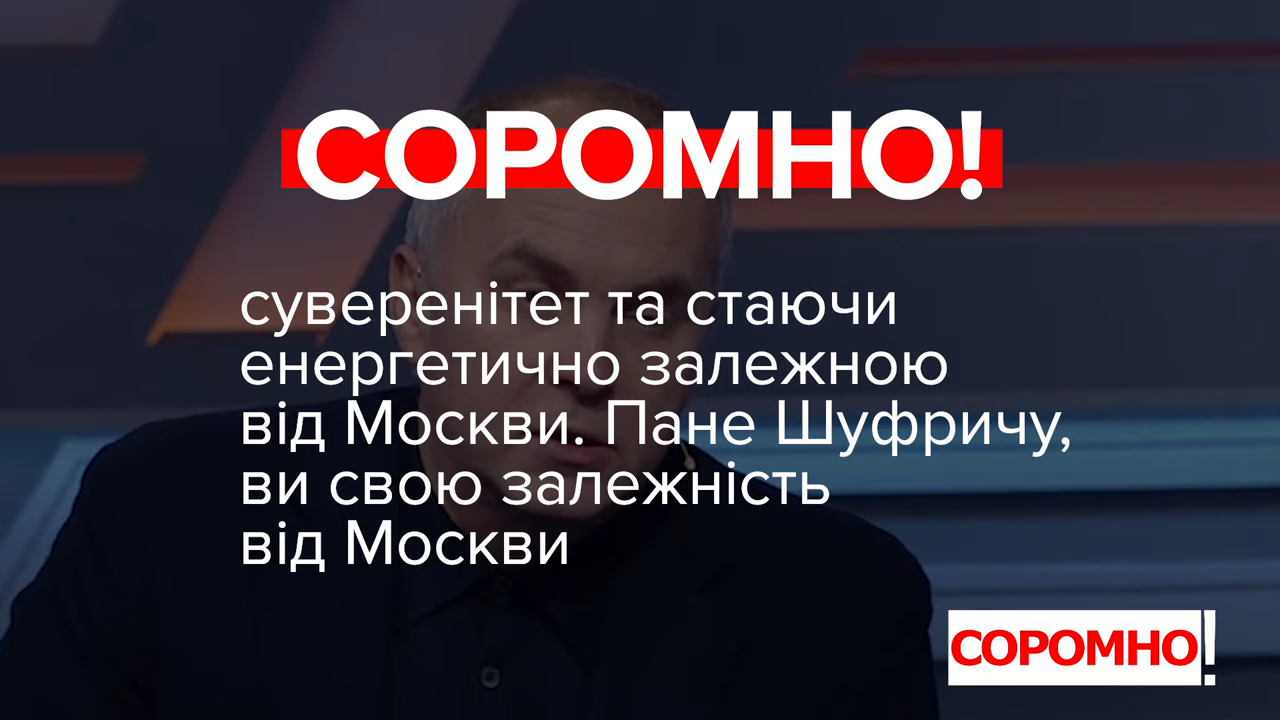 СОРОМНО!
суверенітет та стаючи
енергетично залежною
від Москви. Пане Шуфричу,
ви свою залежність
від Москви
СОРОМНО!